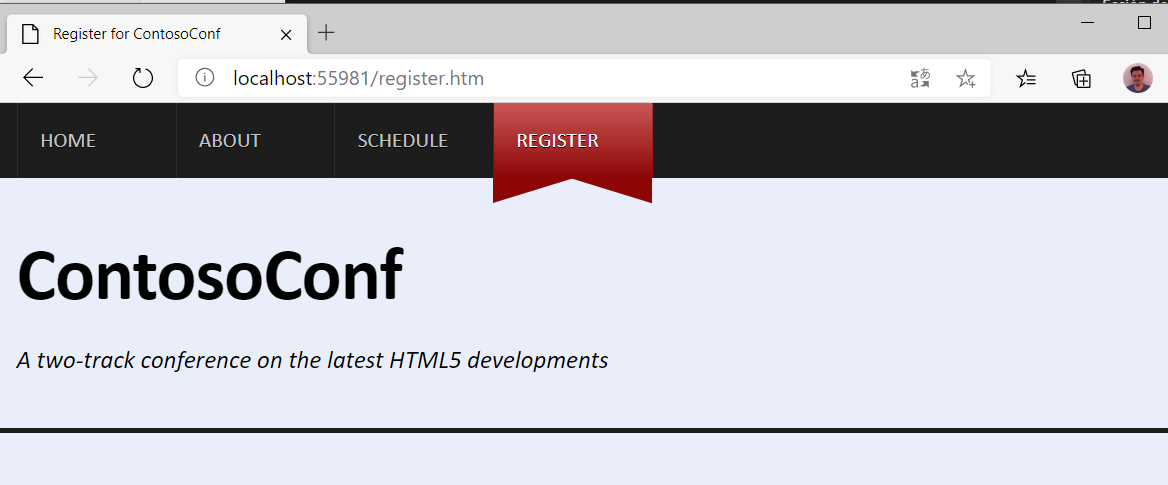 Register for ContosoConf
localhost:55981/register.htm
HOME
ABOUT
SCHEDULE
REGISTER
ContosoConf
A two-track conference on the latest HTML5 developments